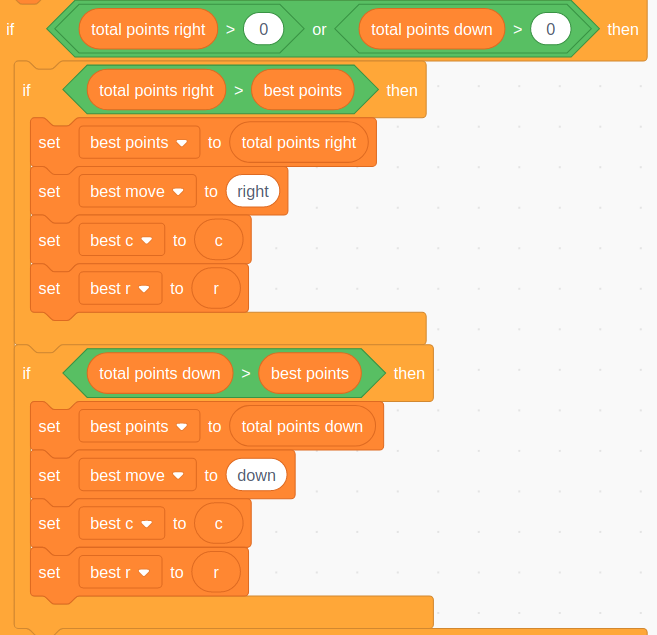 if total points right > 0 or total points down > 0 then
if total points right > best points then
set best points to total points right
set best move to right
set best c to c
set best r to r
if total points down > best points then
set best points to total points down
set best move to down
set best c to c
set best r to r